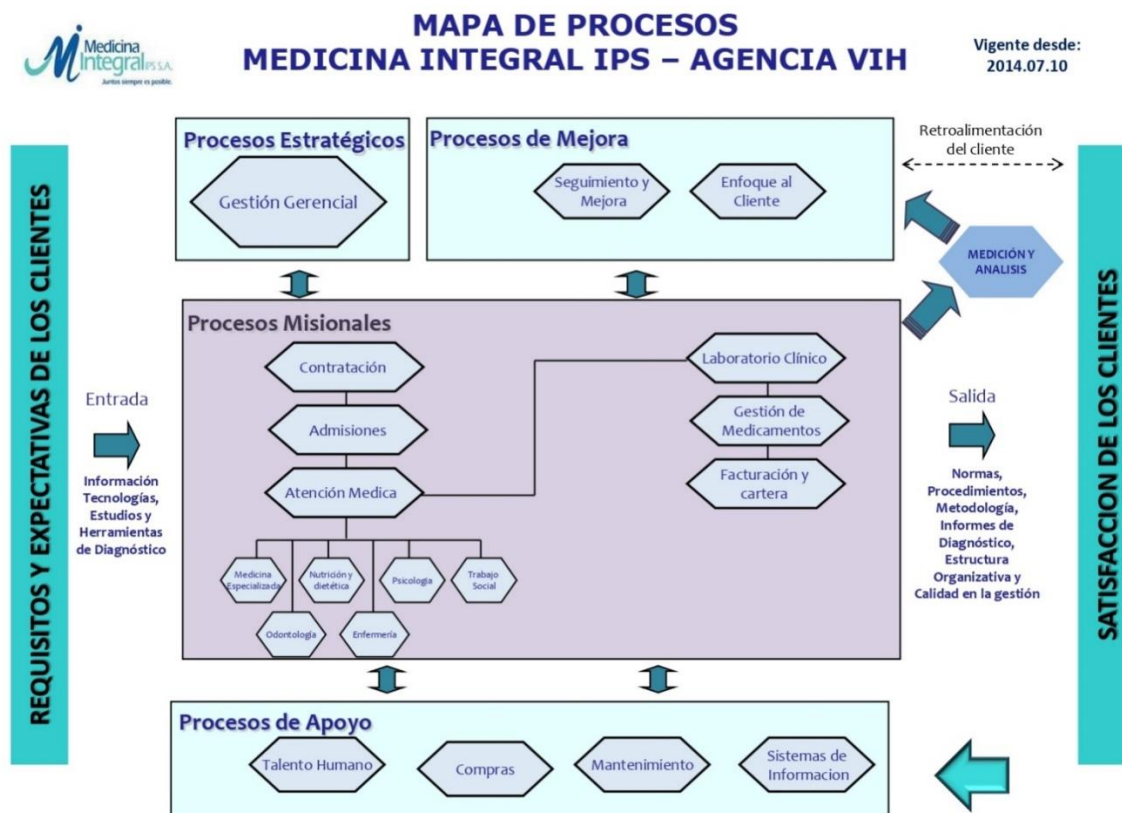 Medicina
Integral IPS S.A.
Juntos siempre es posible.
MAPA DE PROCESOS
MEDICINA INTEGRAL IPS – AGENCIA VIH
Vigente desde:
2014.07.10
REQUISITOS Y EXPECTATIVAS DE LOS CLIENTES
Procesos Estratégicos
Gestión Gerencial
Procesos de Mejora
Seguimiento y
Mejora
Enfoque al
Cliente
Retroalimentación
del cliente
MEDICIÓN Y
ANALISIS
Procesos Misionales
Contratación
Admisiones
Atención Medica
Medicina
Especializada
Nutrición y
dietética
Psicología
Trabajo
Social
Odontología
Enfermería
Laboratorio Clínico
Gestión de
Medicamentos
Facturación y
cartera
Entrada
Información
Tecnologías,
Estudios y
Herramientas
de Diagnóstico
Salida
Normas,
Procedimientos,
Metodología,
Informes de
Diagnóstico,
Estructura
Organizativa y
Calidad en la gestión
SATISFACCION DE LOS CLIENTES
Procesos de Apoyo
Talento Humano
Compras
Mantenimiento
Sistemas de
Informacion